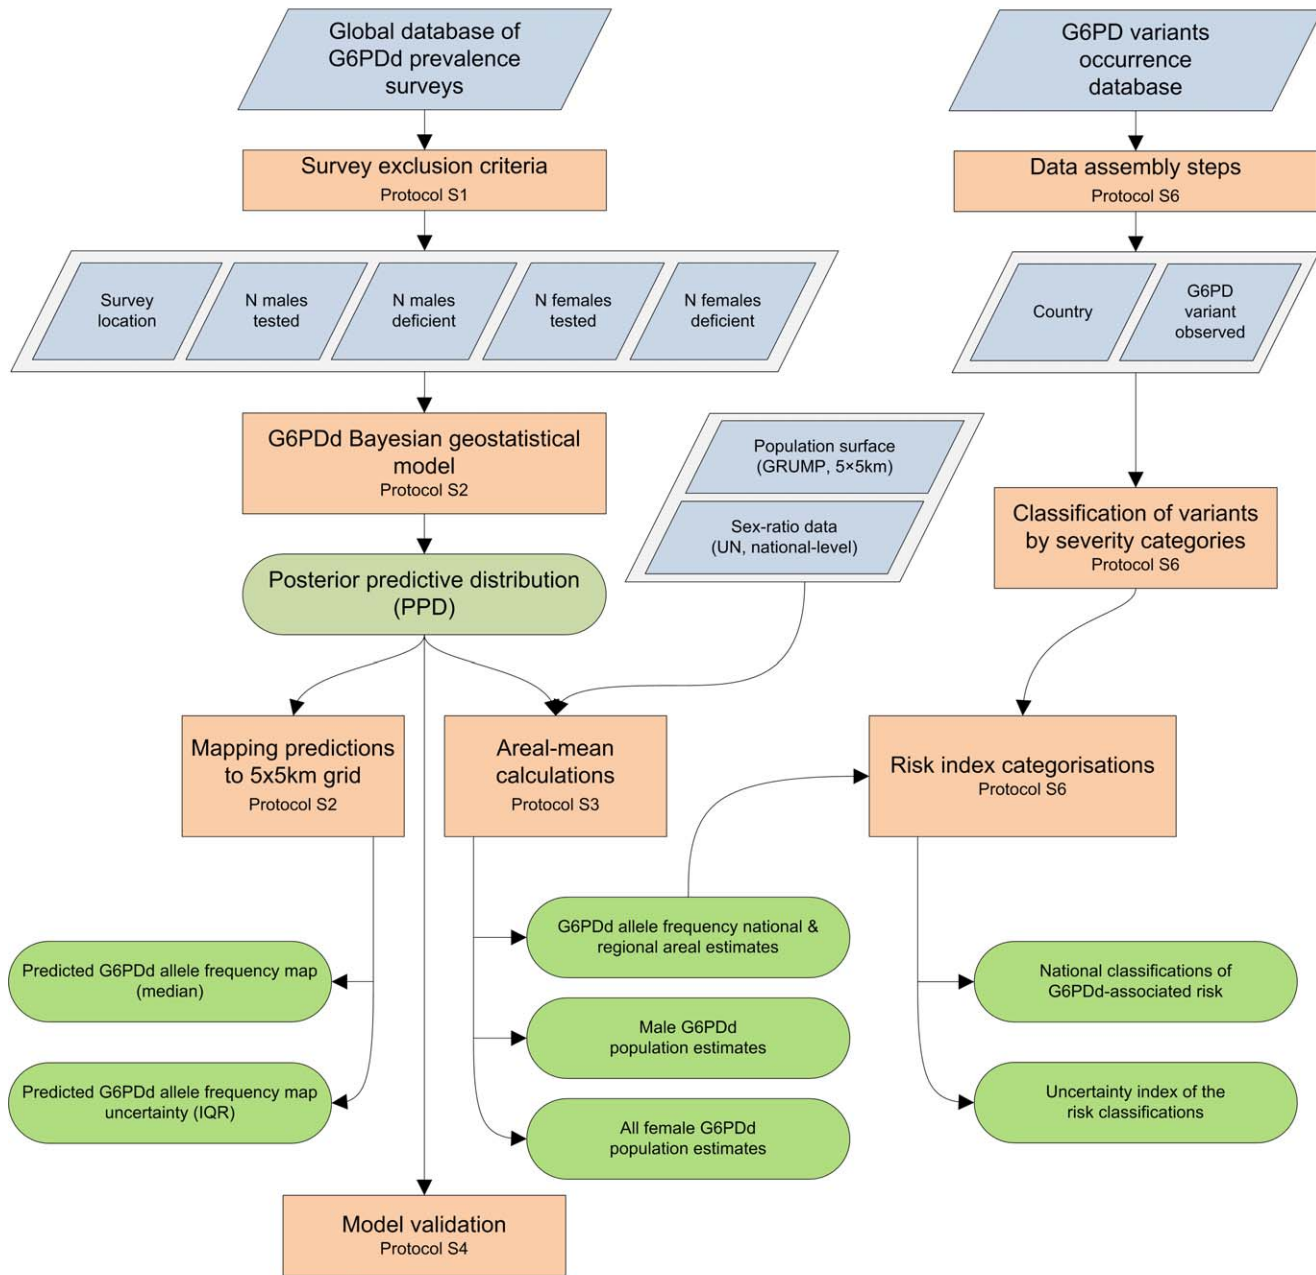 Global database of
G6PDd prevalence
surveys
G6PD variants
occurrence
database
Survey exclusion criteria
Protocol S1
Data assembly steps
Protocol S6
Survey
location
N males
tested
N males
deficient
N females
tested
N females
deficient
Country
G6PD
variant
observed
G6PDd Bayesian geostatistical
model
Protocol S2
Population surface
(GRUMP, 5×5km)
Sex-ratio data
(UN, national-level)
Classification of variants
by severity categories
Protocol S6
Posterior predictive distribution
(PPD)
Mapping predictions
to 5x5km grid
Protocol S2
Areal-mean
calculations
Protocol S3
Risk index categorisations
Protocol S6
G6PDd allele frequency national &
regional areal estimates
Predicted G6PDd allele frequency map
(median)
National classifications of
G6PDd-associated risk
Male G6PDd
population estimates
Predicted G6PDd allele frequency map
uncertainty (IQR)
Uncertainty index of the
risk classifications
All female G6PDd
population estimates
Model validation
Protocol S4